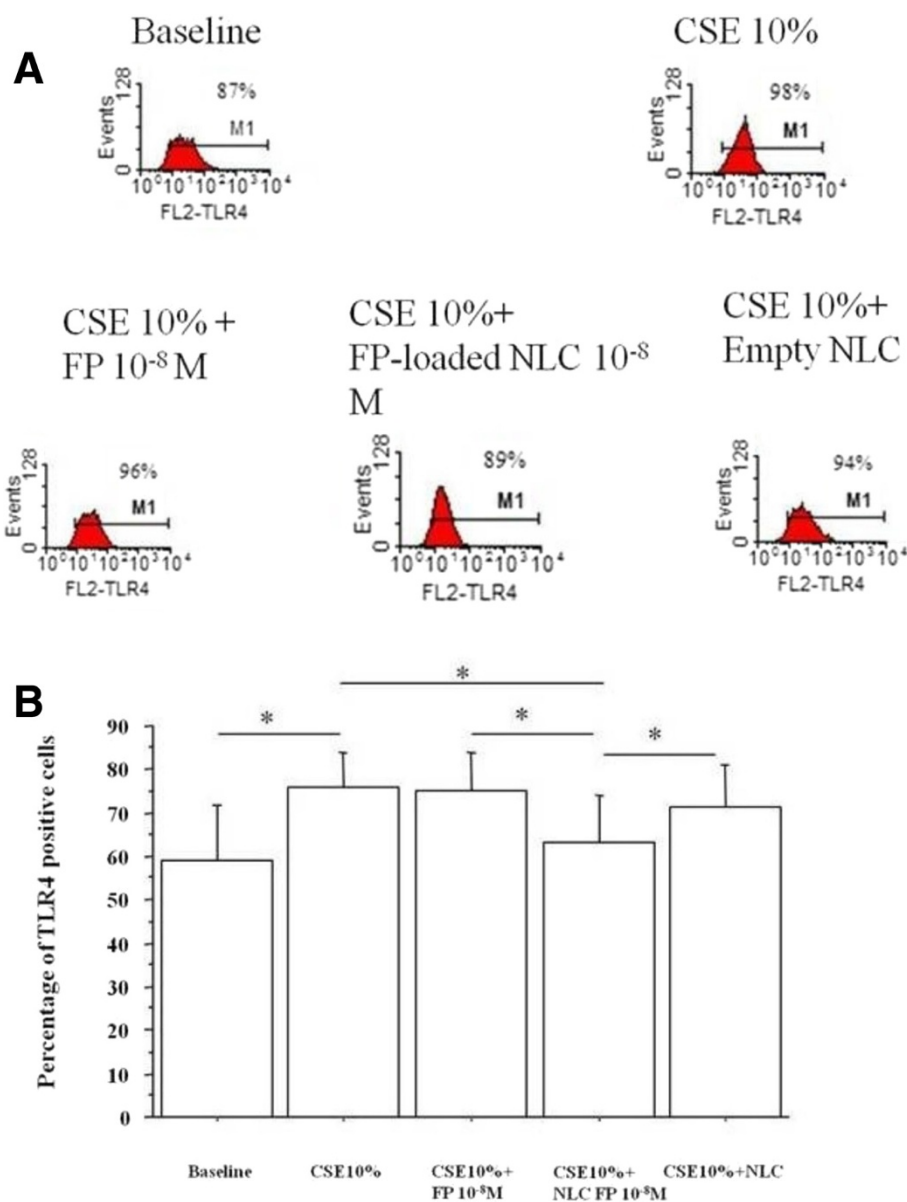 A
Baseline
CSE 10%
Events
128
0
87%
M1
10⁰10¹10²10³10⁴
FL2-TLR4
Events
128
0
98%
M1
10⁰10¹10²10³10⁴
FL2-TLR4
CSE 10% +
FP 10⁻⁸ M
CSE 10%+
FP-loaded NLC 10⁻⁸
M
CSE 10%+
Empty NLC
Events
128
0
96%
M1
10⁰10¹10²10³10⁴
FL2-TLR4
Events
128
0
89%
M1
10⁰10¹10²10³10⁴
FL2-TLR4
Events
128
0
94%
M1
10⁰10¹10²10³10⁴
FL2-TLR4
B
Percentage of TLR4 positive cells
90
80
70
60
50
40
30
20
10
0
*
*
*
*
Baseline
CSE10%
CSE10%+
FP 10⁻⁸M
CSE10%+
NLC FP 10⁻⁸M
CSE10%+NLC